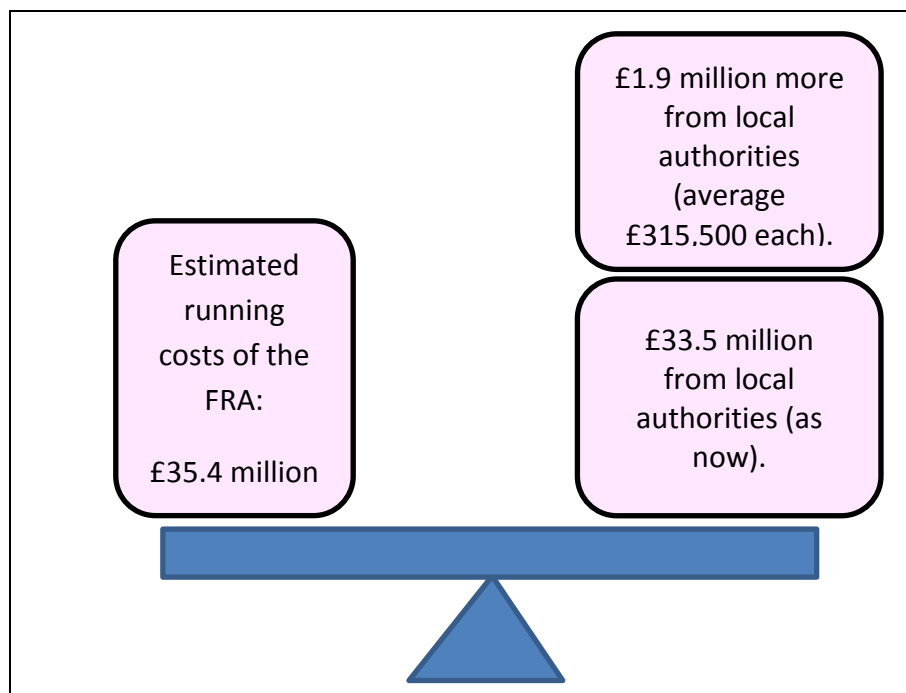 £1.9 million more
from local
authorities
(average
£315,500 each).
Estimated
running
costs of the
FRA:
£35.4 million
£33.5 million
from local
authorities (as
now).